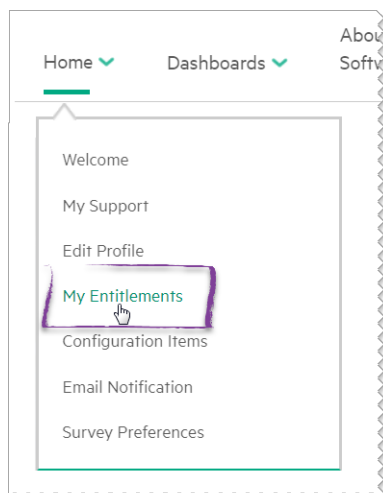 Home
Dashboards
Welcome
My Support
Edit Profile
My Entitlements
Configuration Items
Email Notification
Survey Preferences